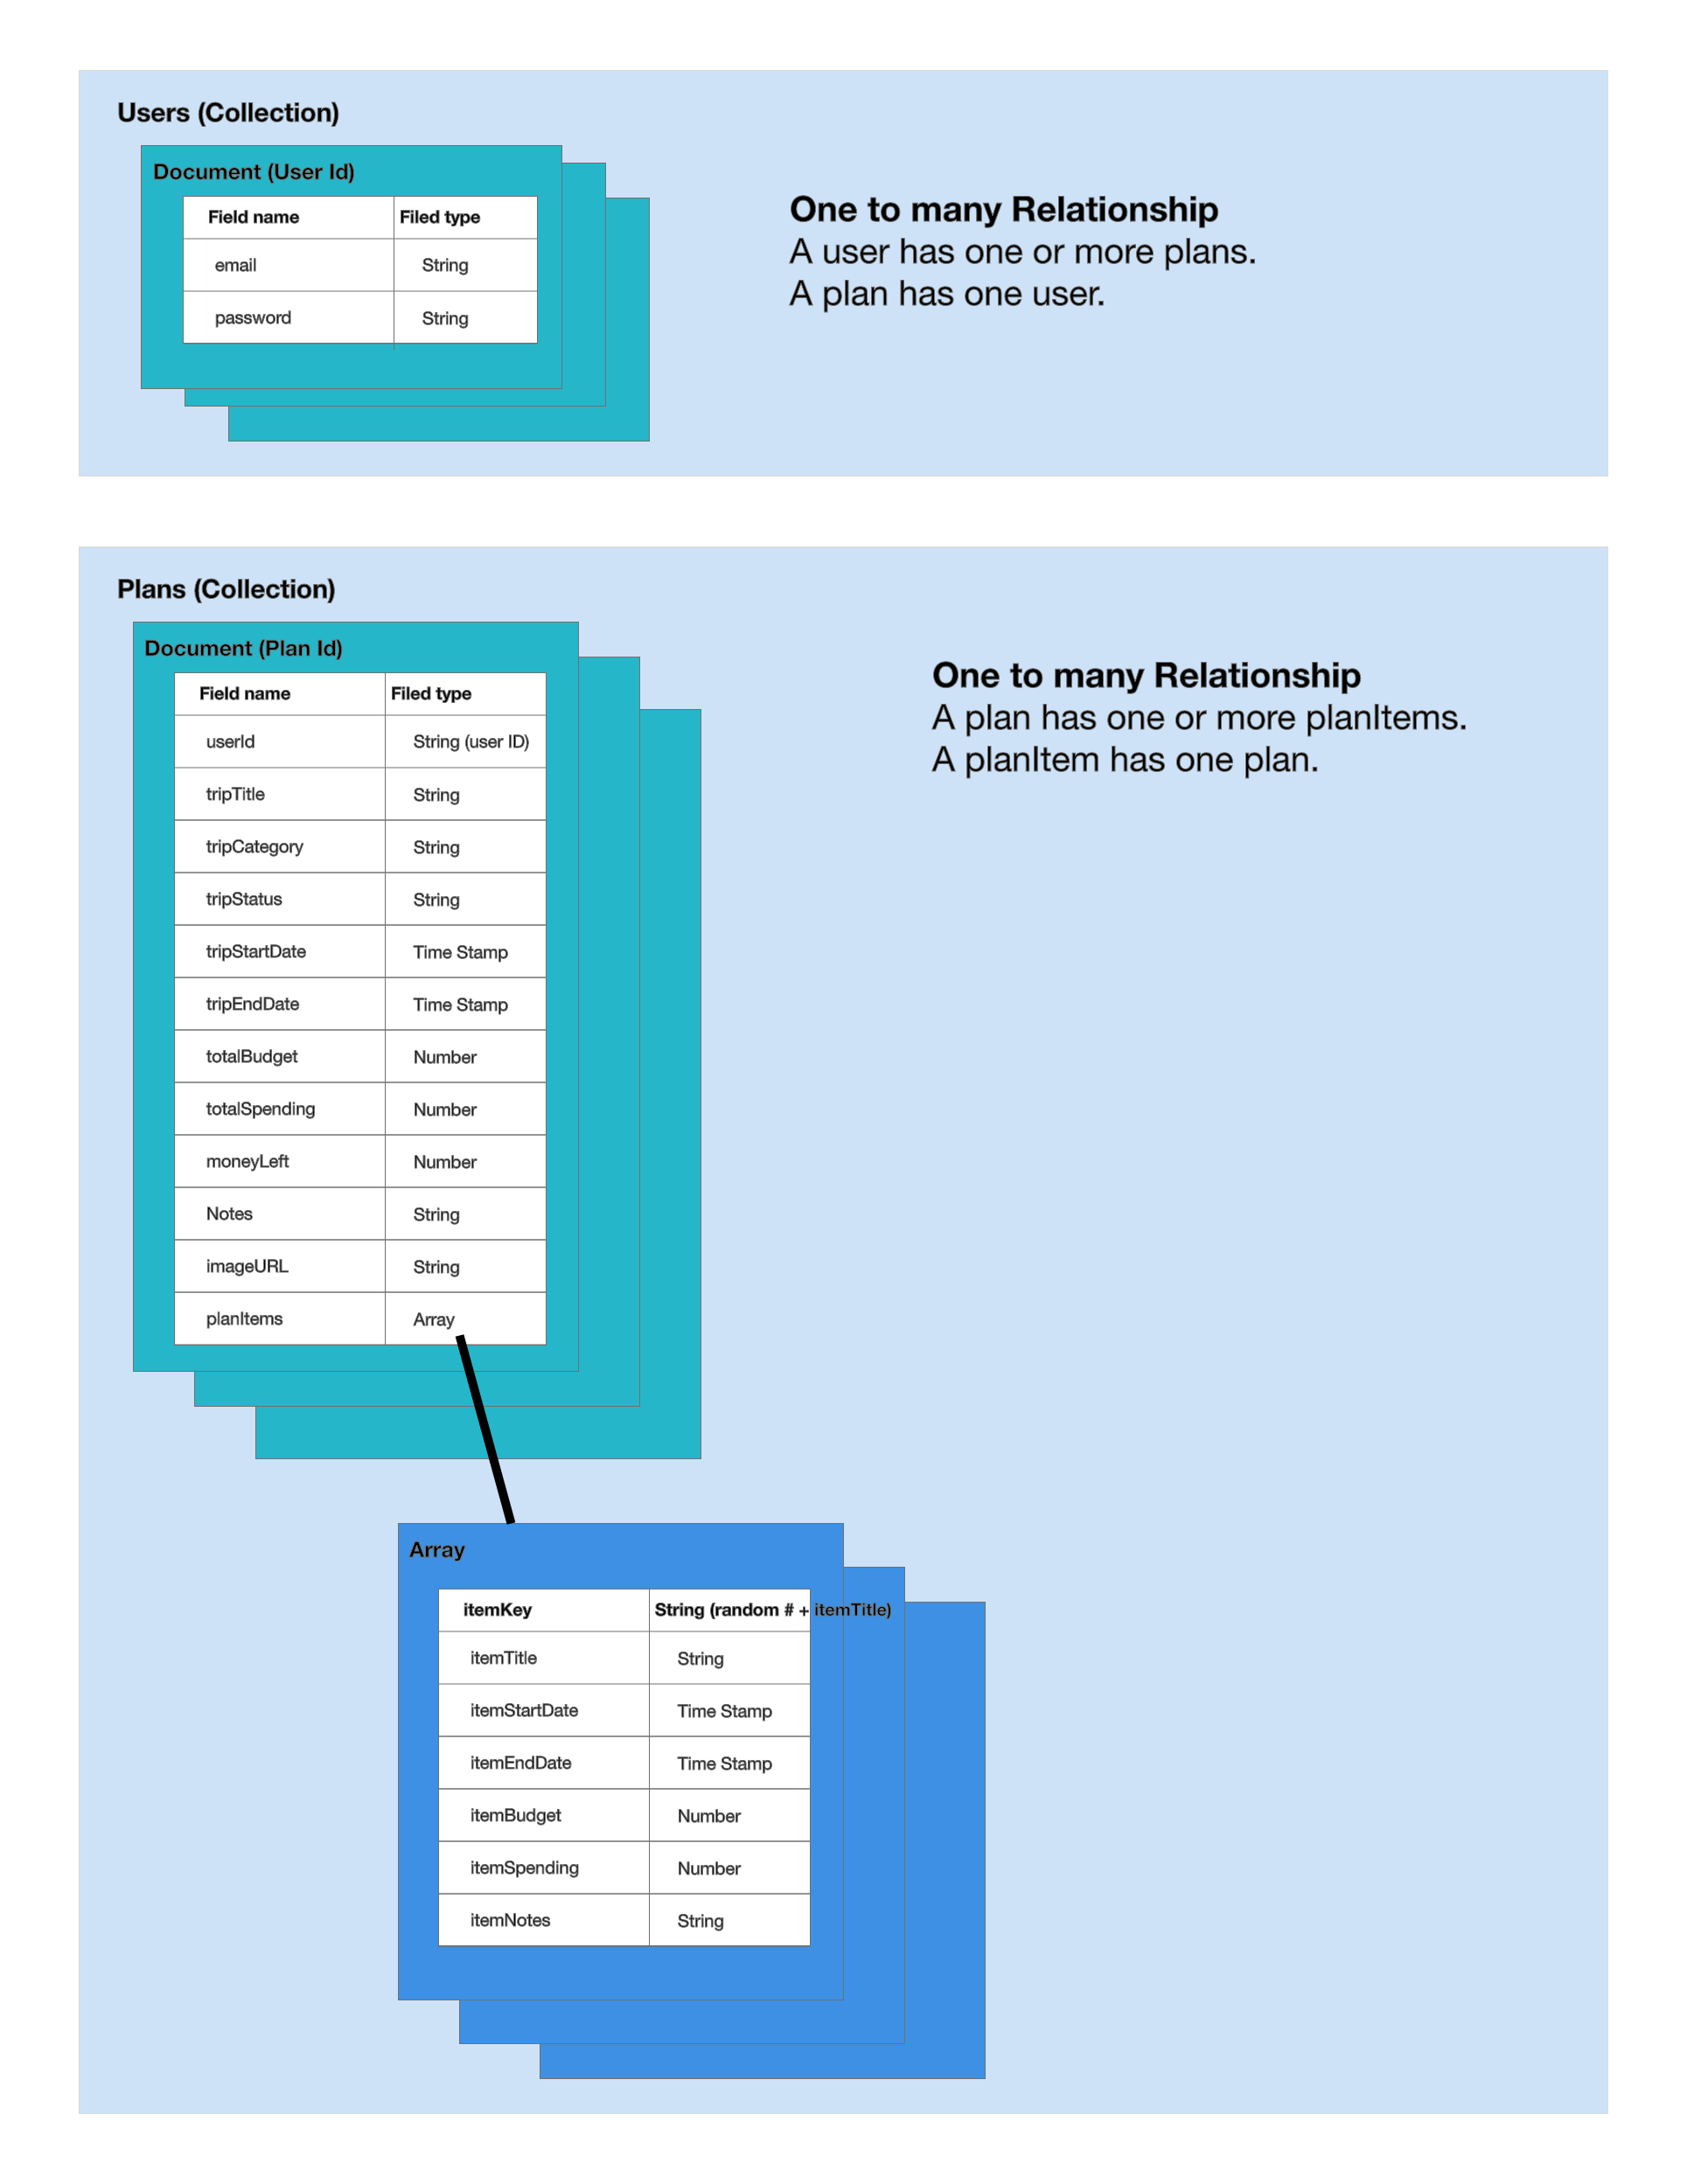 Users (Collection)
Document (User Id)
Field name Filed type
email String
password String
One to many Relationship
A user has one or more plans.
A plan has one user.
Plans (Collection)
Document (Plan Id)
Field name Filed type
userId String (user ID)
tripTitle String
tripCategory String
tripStatus String
tripStartDate Time Stamp
tripEndDate Time Stamp
totalBudget Number
totalSpending Number
moneyLeft Number
Notes String
imageURL String
planItems Array
One to many Relationship
A plan has one or more planItems.
A planItem has one plan.
Array
itemKey String (random # + itemTitle)
itemTitle String
itemStartDate Time Stamp
itemEndDate Time Stamp
itemBudget Number
itemSpending Number
itemNotes String